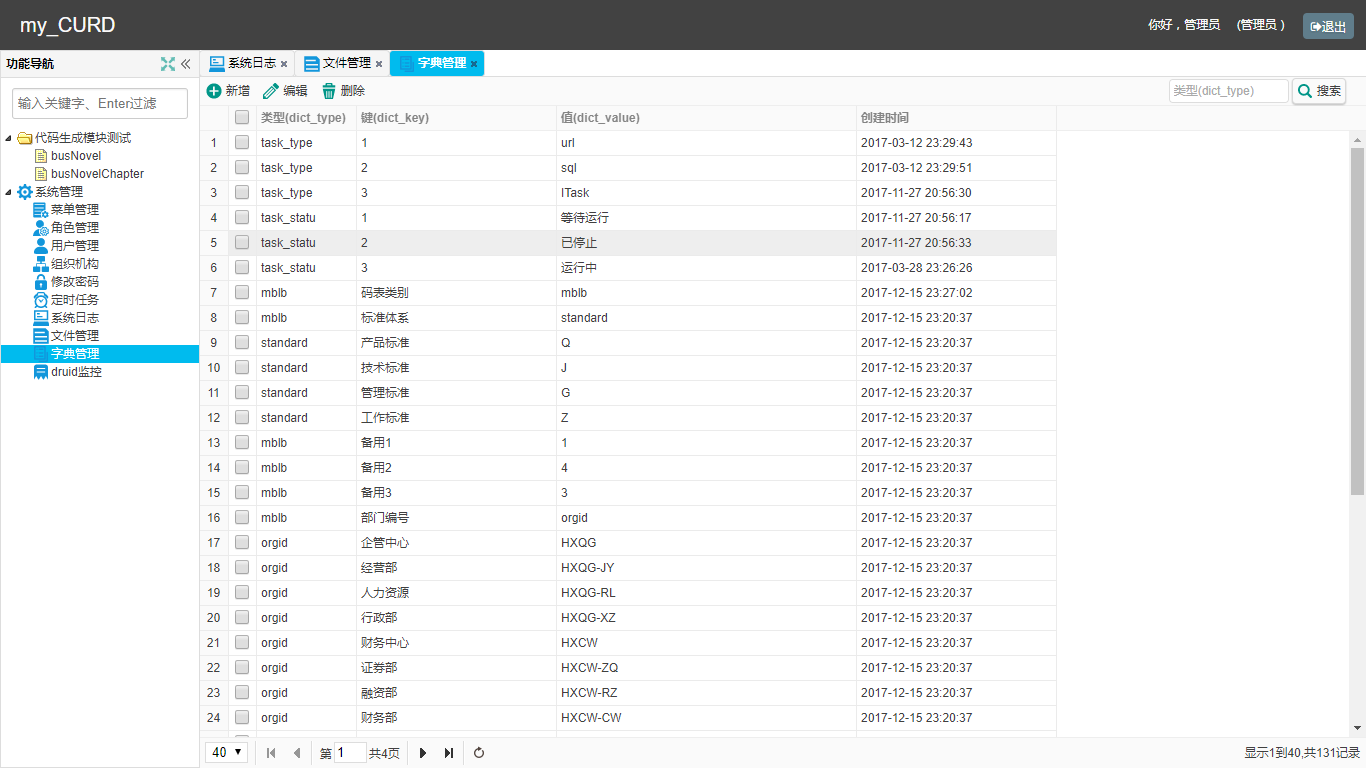 my_CURD
你好，管理员 （管理员） 退出
功能导航
系统日志 文件管理 字典管理
新增 编辑 删除 类型(dict_type) 搜索
输入关键字、Enter过滤
代码生成模块测试
busNovel
busNovelChapter
系统管理
菜单管理
角色管理
用户管理
组织机构
修改密码
定时任务
系统日志
文件管理
字典管理
druid监控
类型(dict_type) 键(dict_key) 值(dict_value) 创建时间
1 task_type 1 url 2017-03-12 23:29:43
2 task_type 2 sql 2017-03-12 23:29:51
3 task_type 3 ITask 2017-11-27 20:56:30
4 task_statu 1 等待运行 2017-11-27 20:56:17
5 task_statu 2 已停止 2017-11-27 20:56:33
6 task_statu 3 运行中 2017-03-28 23:26:26
7 mblb 码表类别 mblb 2017-12-15 23:27:02
8 mblb 标准体系 standard 2017-12-15 23:20:37
9 standard 产品标准 Q 2017-12-15 23:20:37
10 standard 技术标准 J 2017-12-15 23:20:37
11 standard 管理标准 G 2017-12-15 23:20:37
12 standard 工作标准 Z 2017-12-15 23:20:37
13 mblb 备用1 1 2017-12-15 23:20:37
14 mblb 备用2 4 2017-12-15 23:20:37
15 mblb 备用3 3 2017-12-15 23:20:37
16 mblb 部门编号 orgid 2017-12-15 23:20:37
17 orgid 企管中心 HXQG 2017-12-15 23:20:37
18 orgid 经营部 HXQG-JY 2017-12-15 23:20:37
19 orgid 人力资源 HXQG-RL 2017-12-15 23:20:37
20 orgid 行政部 HXQG-XZ 2017-12-15 23:20:37
21 orgid 财务中心 HXCW 2017-12-15 23:20:37
22 orgid 证券部 HXCW-ZQ 2017-12-15 23:20:37
23 orgid 融资部 HXCW-RZ 2017-12-15 23:20:37
24 orgid 财务部 HXCW-CW 2017-12-15 23:20:37
40 第 1 共4页 显示1到40,共131记录